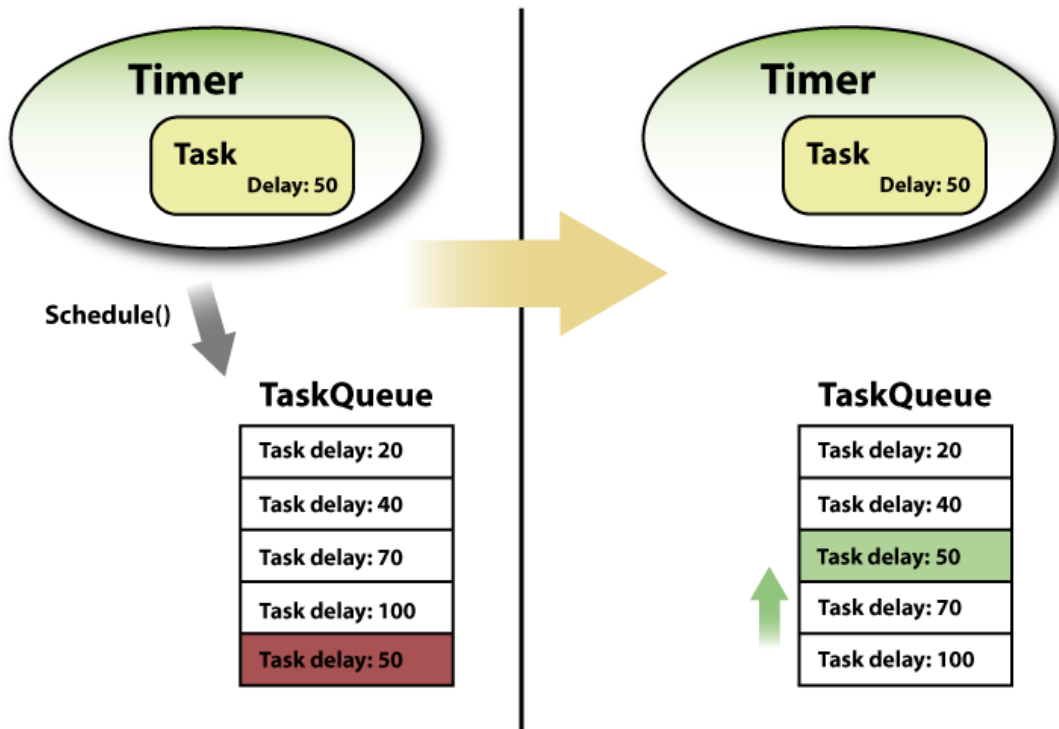 Timer
Task
Delay: 50
Schedule()
TaskQueue
Task delay: 20
Task delay: 40
Task delay: 70
Task delay: 100
Task delay: 50
Timer
Task
Delay: 50
TaskQueue
Task delay: 20
Task delay: 40
Task delay: 50
Task delay: 70
Task delay: 100